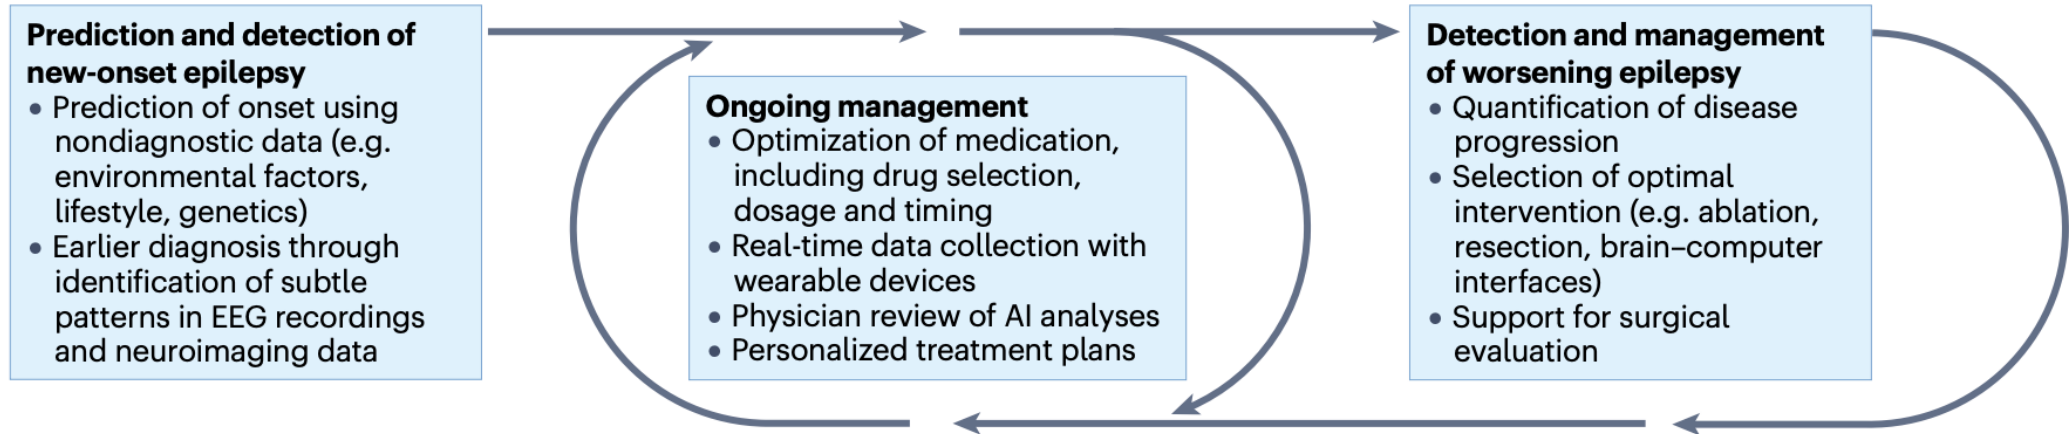 Prediction and detection of
new-onset epilepsy
• Prediction of onset using
nondiagnostic data (e.g.
environmental factors,
lifestyle, genetics)
• Earlier diagnosis through
identification of subtle
patterns in EEG recordings
and neuroimaging data
Ongoing management
• Optimization of medication,
including drug selection,
dosage and timing
• Real-time data collection with
wearable devices
• Physician review of AI analyses
• Personalized treatment plans
Detection and management
of worsening epilepsy
• Quantification of disease
progression
• Selection of optimal
intervention (e.g. ablation,
resection, brain–computer
interfaces)
• Support for surgical
evaluation